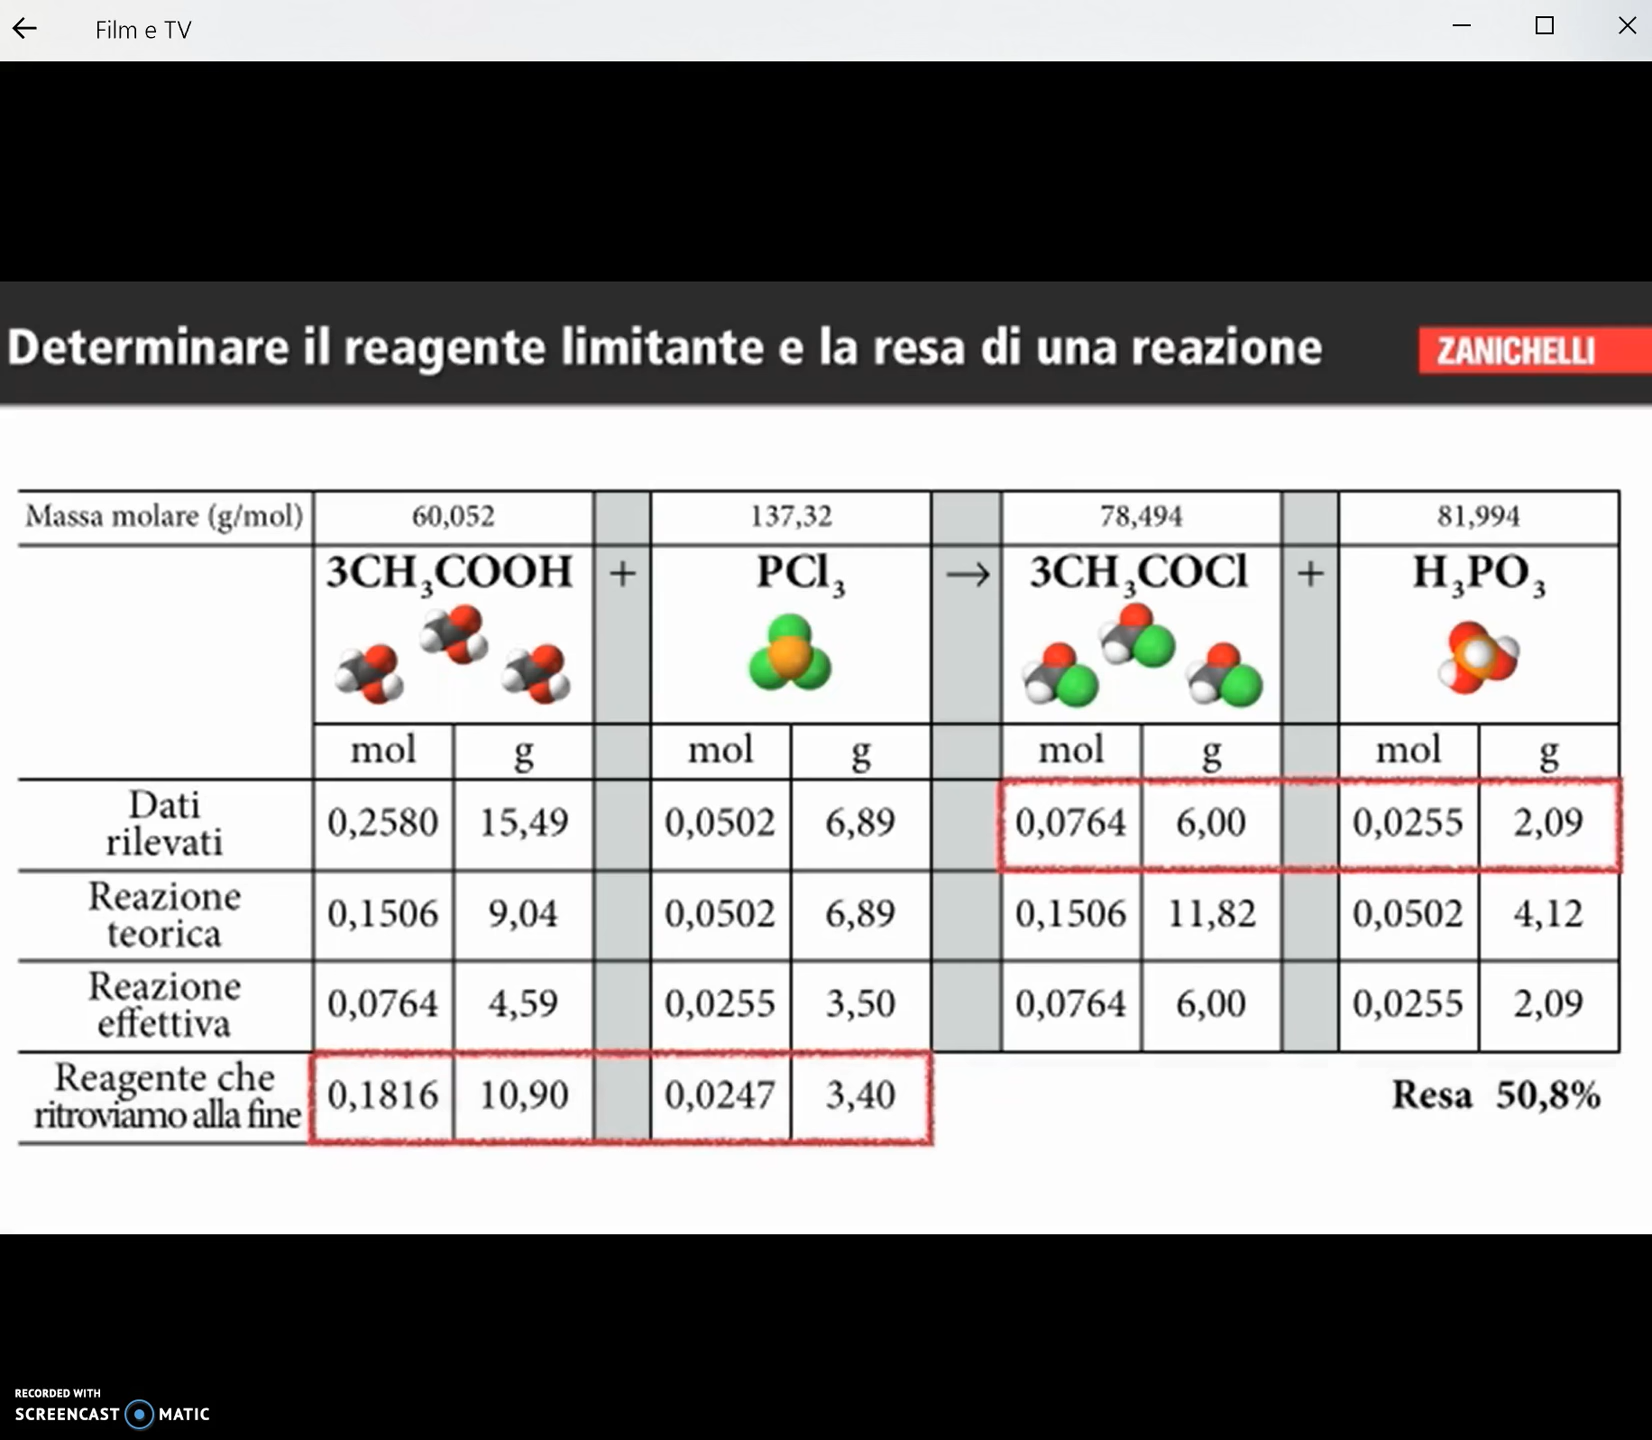 Film e TV
Determinare il reagente limitante e la resa di una reazione
ZANICHELLI
Massa molare (g/mol) 60,052 137,32 78,494 81,994
3CH₃COOH + PCl₃ → 3CH₃COCl + H₃PO₃
mol g mol g mol g mol g
Dati
rilevati
0,2580 15,49 0,0502 6,89 0,0764 6,00 0,0255 2,09
Reazione
teorica
0,1506 9,04 0,0502 6,89 0,1506 11,82 0,0502 4,12
Reazione
effettiva
0,0764 4,59 0,0255 3,50 0,0764 6,00 0,0255 2,09
Reagente che
ritroviamo alla fine
0,1816 10,90 0,0247 3,40
Resa 50,8%
RECORDED WITH
SCREENCAST MATIC